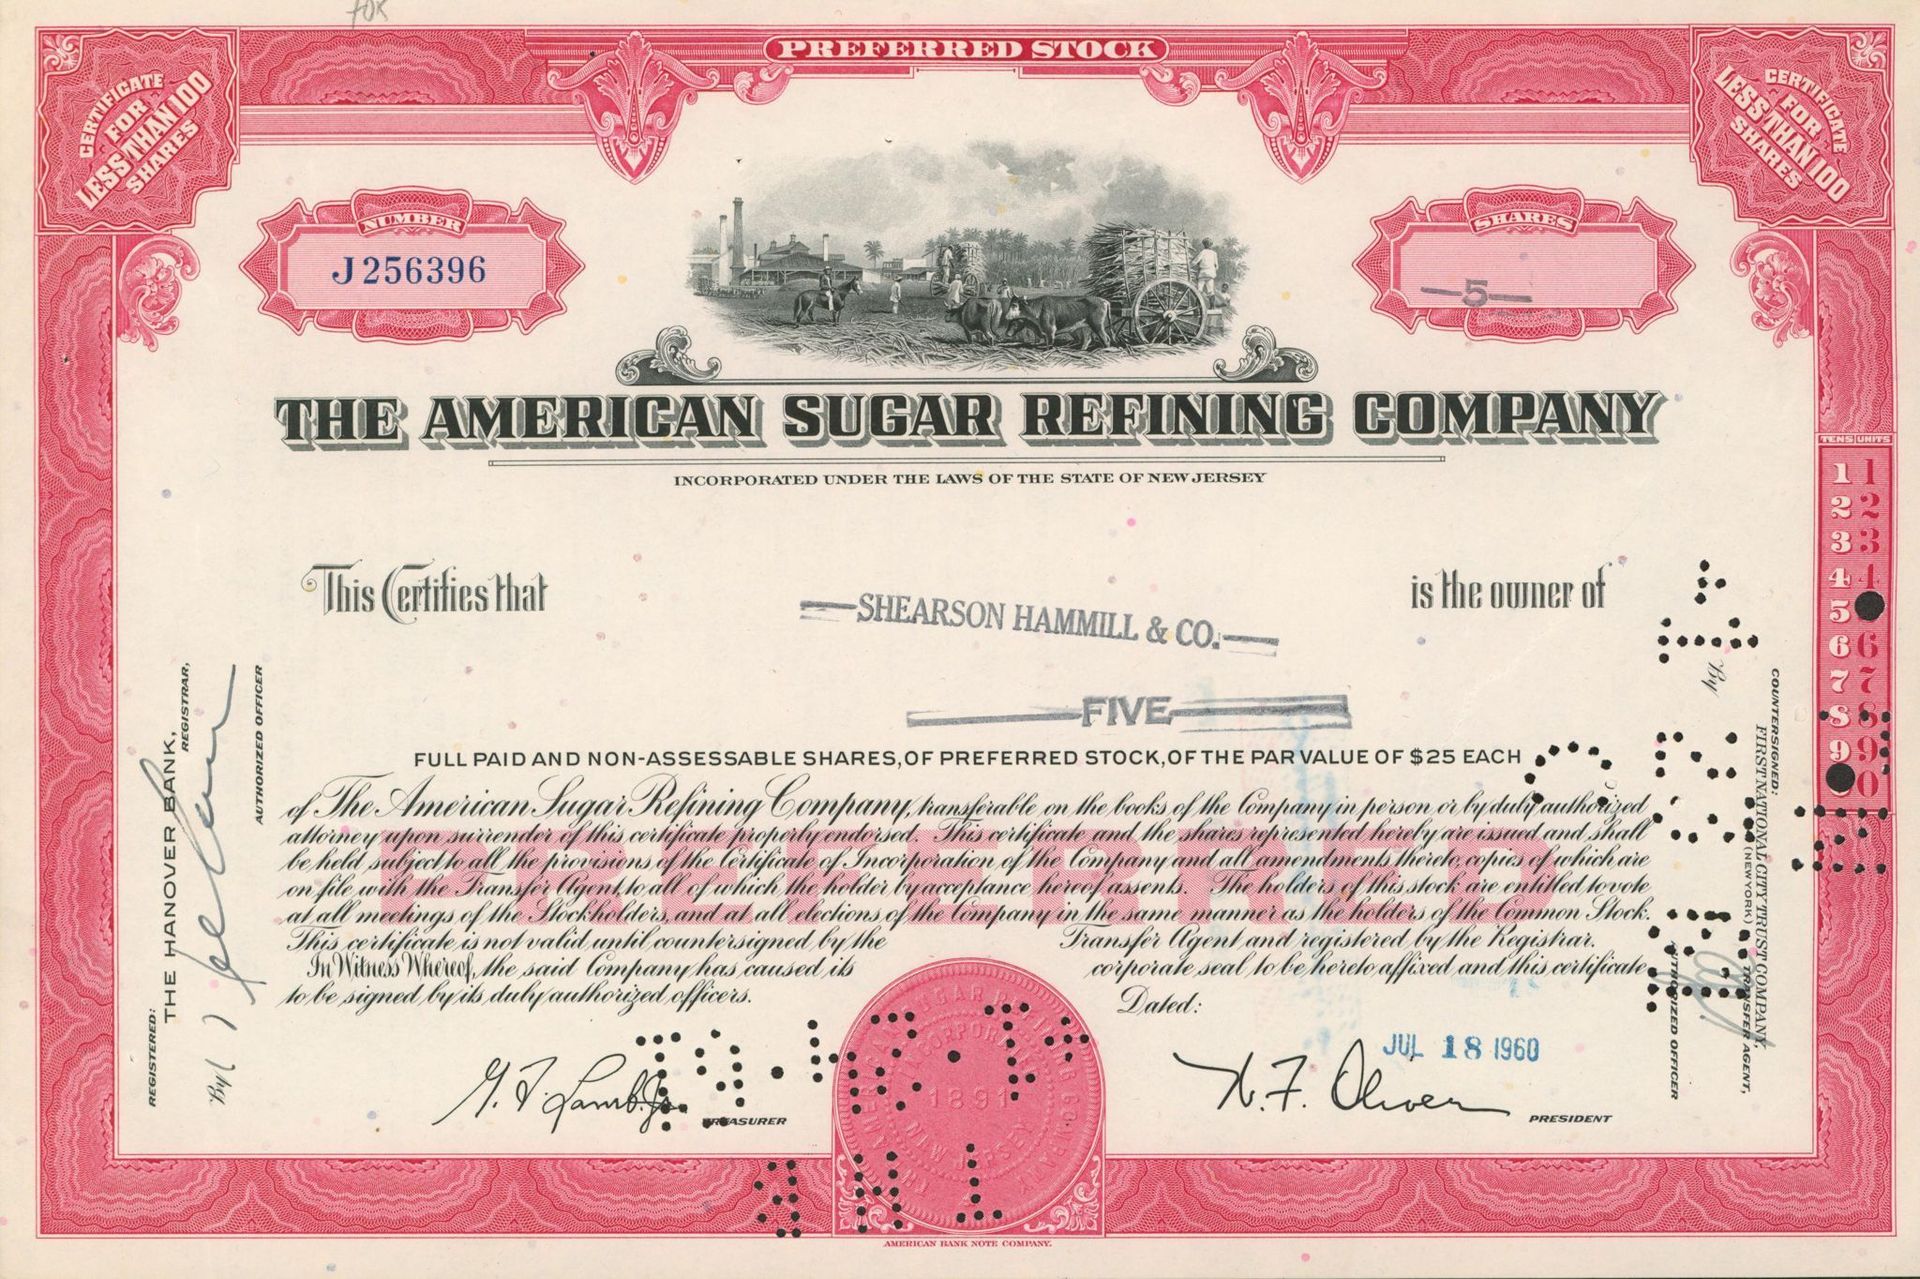 for
PREFERRED STOCK
CERTIFICATE
FOR
LESS THAN 100
SHARES
CERTIFICATE
FOR
LESS THAN 100
SHARES
NUMBER
J256396
SHARES
—5—
THE AMERICAN SUGAR REFINING COMPANY
INCORPORATED UNDER THE LAWS OF THE STATE OF NEW JERSEY
TENS UNITS
1 1
2 2
3 3
4 4
5
6 6
7 7
8 8
9 9
0
This Certifies that SHEARSON HAMMILL & CO. is the owner of
FIVE
FULL PAID AND NON-ASSESSABLE SHARES, OF PREFERRED STOCK, OF THE PAR VALUE OF $25 EACH
PREFERRED
of The American Sugar Refining Company, transferable on the books of the Company in person or by duly authorized
attorney upon surrender of this certificate properly endorsed. This certificate and the shares represented hereby are issued and shall
be held subject to all the provisions of the Certificate of Incorporation of the Company and all amendments thereto, copies of which are
on file with the Transfer Agent, to all of which the holder by acceptance hereof assents. The holders of this stock are entitled to vote
at all meetings of the Stockholders, and at all elections of the Company in the same manner as the holders of the Common Stock.
This certificate is not valid until countersigned by the Transfer Agent and registered by the Registrar.
In Witness Whereof, the said Company has caused its corporate seal to be hereto affixed and this certificate
to be signed by its duly authorized officers. Dated:
JUL 18 1960
G. F. Lamb. Jr.
TREASURER
W. F. Oliver
PRESIDENT
REGISTERED:
THE HANOVER BANK,
REGISTRAR,
By
AUTHORIZED OFFICER
COUNTERSIGNED:
FIRST NATIONAL CITY TRUST COMPANY,
(NEW YORK) TRANSFER AGENT,
By
AUTHORIZED OFFICER
AMERICAN SUGAR REFINING COMPANY
INCORPORATED
1891
NEW JERSEY
AMERICAN BANK NOTE COMPANY.